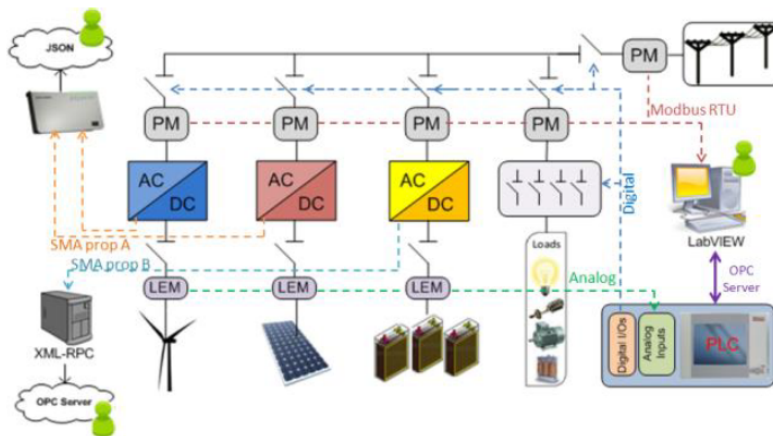 JSON
PM
Modbus RTU
PM
PM
PM
PM
AC
DC
AC
DC
AC
DC
Digital
SMA prop A
SMA prop B
Loads
LabVIEW
LEM
LEM
LEM
Analog
OPC
Server
XML-RPC
Digital I/Os
Analog
Inputs
PLC
OPC Server